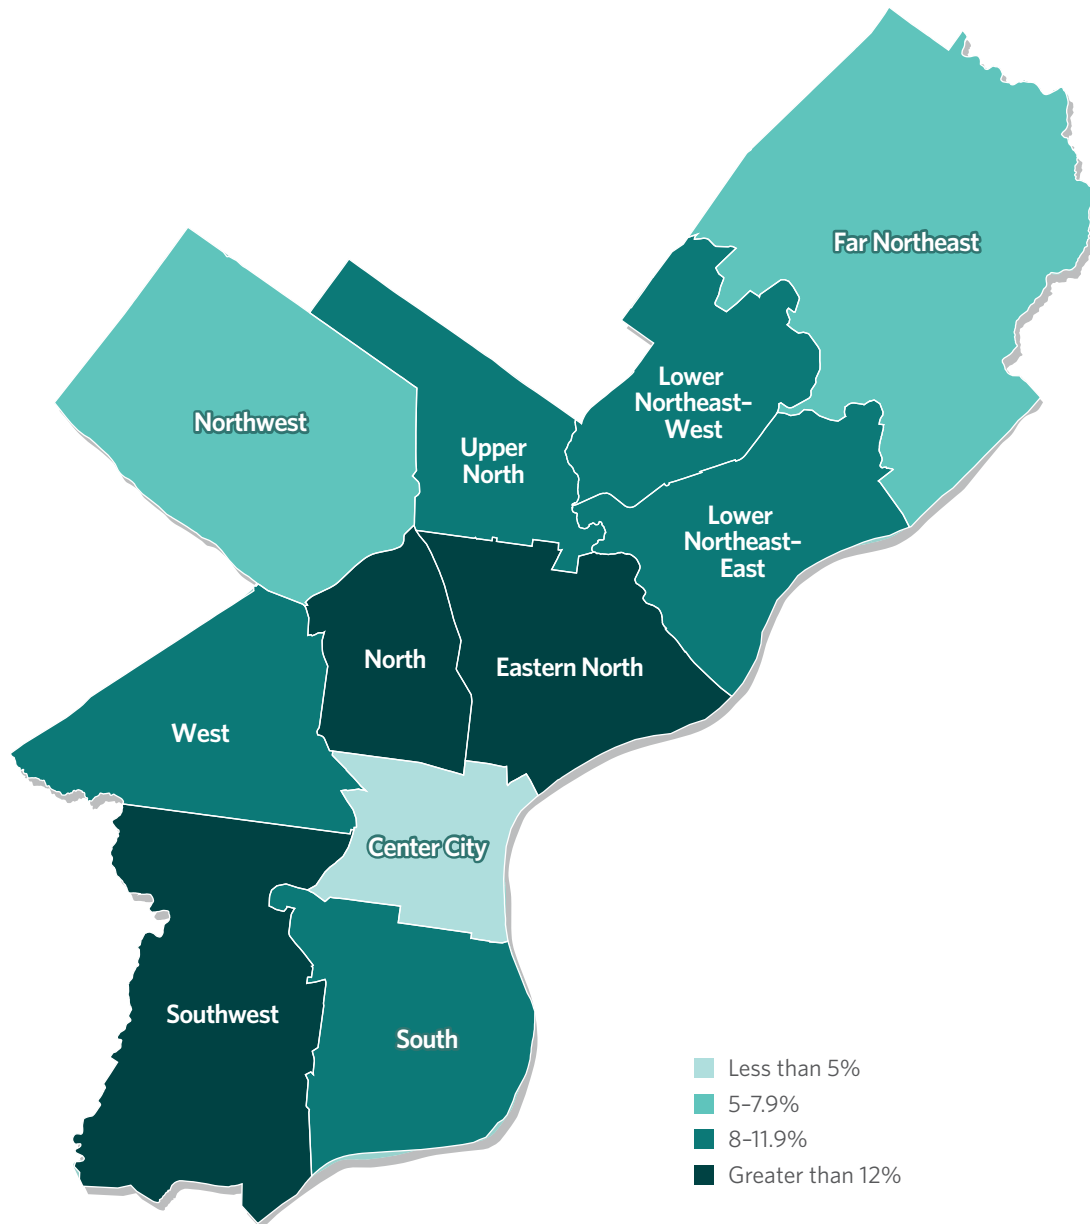 Far Northeast
Lower
Northeast–
West
Northwest
Upper
North
Lower
Northeast–
East
North
Eastern North
West
Center City
Southwest
South
Less than 5%
5–7.9%
8–11.9%
Greater than 12%